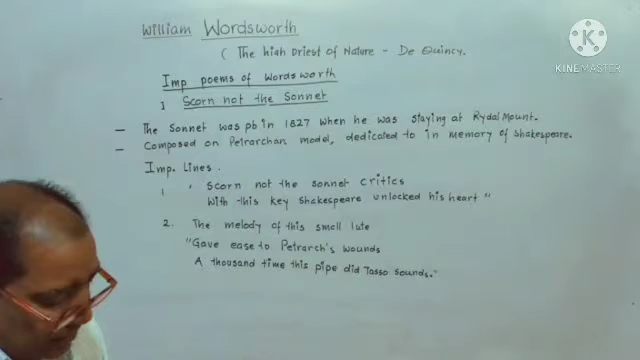 William Wordsworth
( The high Priest of Nature - De Quincy.
Imp poems of Wordsworth
1 Scorn not the Sonnet
- The Sonnet was pb in 1827 when he was staying at Rydal Mount.
- Composed on Petrarchan model, dedicated to in memory of Shakespeare.
Imp. Lines.
1. " Scorn not the sonnet critics
With this key Shakespeare unlocked his heart"
2. The melody of this small lute
"Gave ease to Petrarch's wounds
A thousand time this pipe did Tasso sounds."
KINEMASTER